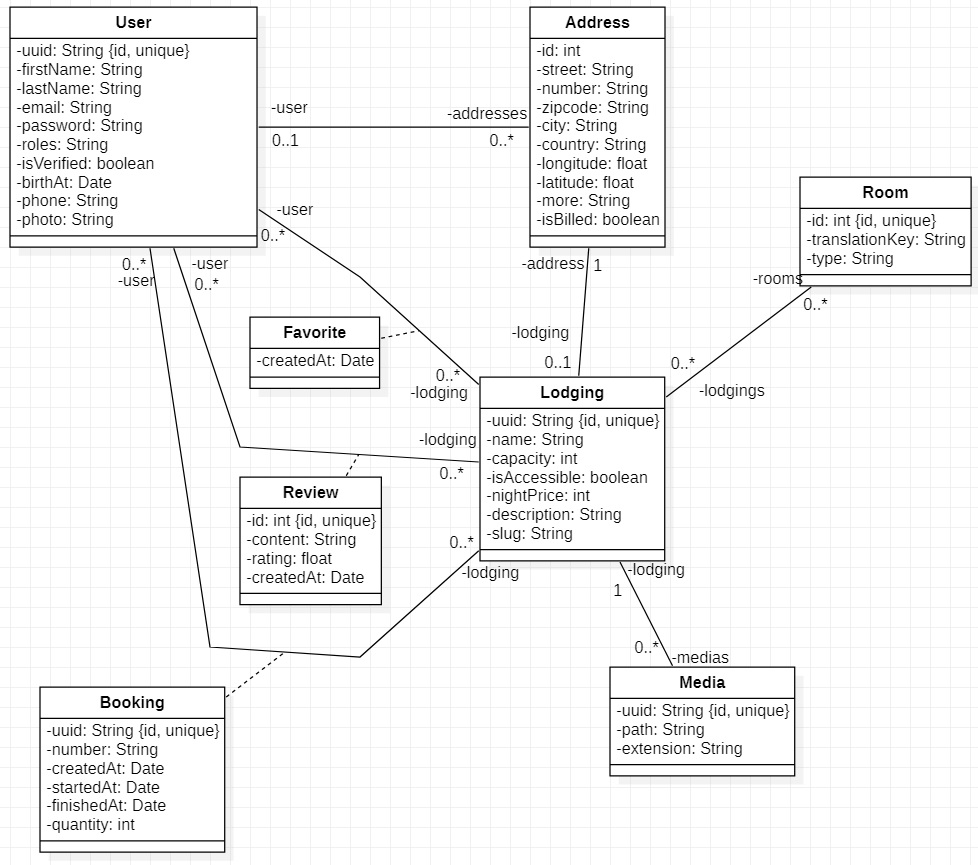 User
-uuid: String {id, unique}
-firstName: String
-lastName: String
-email: String
-password: String
-roles: String
-isVerified: boolean
-birthAt: Date
-phone: String
-photo: String
-user
0..1
-addresses
0..*
Address
-id: int
-street: String
-number: String
-zipcode: String
-city: String
-country: String
-longitude: float
-latitude: float
-more: String
-isBilled: boolean
Room
-id: int {id, unique}
-translationKey: String
-type: String
-user
0..*
0..*
-user
-user
0..*
-address
1
-rooms
0..*
Favorite
-createdAt: Date
-lodging
0..1
0..*
-lodging
0..*
-lodgings
Lodging
-uuid: String {id, unique}
-name: String
-capacity: int
-isAccessible: boolean
-nightPrice: int
-description: String
-slug: String
-lodging
0..*
Review
-id: int {id, unique}
-content: String
-rating: float
-createdAt: Date
0..*
-lodging
-lodging
1
0..*
-medias
Media
-uuid: String {id, unique}
-path: String
-extension: String
Booking
-uuid: String {id, unique}
-number: String
-createdAt: Date
-startedAt: Date
-finishedAt: Date
-quantity: int